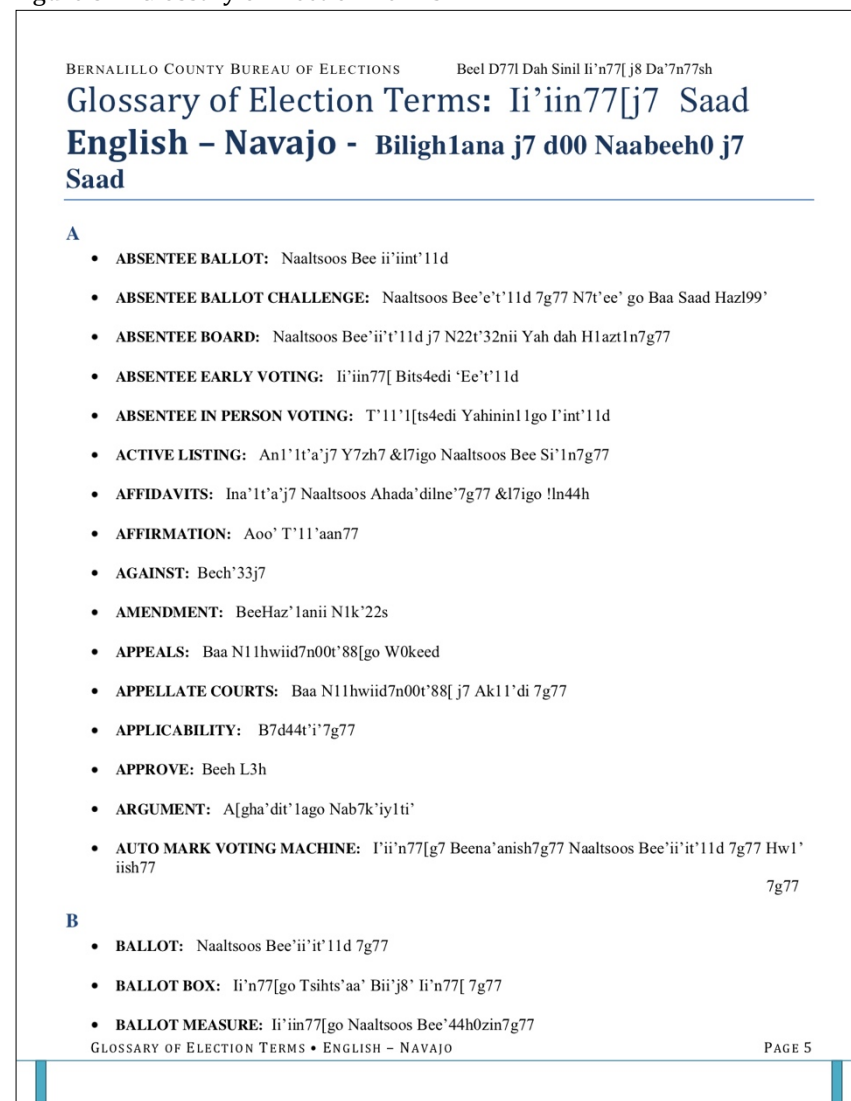 BERNALILLO COUNTY BUREAU OF ELECTIONS Beel D77l Dah Sinil Ii’n77[ j8 Da’7n77sh
Glossary of Election Terms: Ii’iin77[j7 Saad
English – Navajo - Biligh1ana j7 d00 Naabeeh0 j7
Saad
A
• ABSENTEE BALLOT: Naaltsoos Bee ii’iint’11d
• ABSENTEE BALLOT CHALLENGE: Naaltsoos Bee’e’t’11d 7g77 N7t’ee’ go Baa Saad Hazl99’
• ABSENTEE BOARD: Naaltsoos Bee’ii’t’11d j7 N22t’32nii Yah dah H1azt1n7g77
• ABSENTEE EARLY VOTING: Ii’iin77[ Bits4edi ‘Ee’t’11d
• ABSENTEE IN PERSON VOTING: T’11’1[ts4edi Yahinin11go I’int’11d
• ACTIVE LISTING: An1’1t’a’j7 Y7zh7 &l7igo Naaltsoos Bee Si’1n7g77
• AFFIDAVITS: Ina’1t’a’j7 Naaltsoos Ahada’dilne’7g77 &l7igo !ln44h
• AFFIRMATION: Aoo’ T’11’aan77
• AGAINST: Bech’33j7
• AMENDMENT: BeeHaz’1anii N1k’22s
• APPEALS: Baa N11hwiid7n00t’88[go W0keed
• APPELLATE COURTS: Baa N11hwiid7n00t’88[ j7 Ak11’di 7g77
• APPLICABILITY: B7d44t’i’7g77
• APPROVE: Beeh L3h
• ARGUMENT: A[gha’dit’1ago Nab7k’iy1ti’
• AUTO MARK VOTING MACHINE: I’ii’n77[g7 Beena’anish7g77 Naaltsoos Bee’ii’it’11d 7g77 Hw1’
iish77
7g77
B
• BALLOT: Naaltsoos Bee’ii’it’11d 7g77
• BALLOT BOX: Ii’n77[go Tsihts’aa’ Bii’j8’ Ii’n77[ 7g77
• BALLOT MEASURE: Ii’iin77[go Naaltsoos Bee’44h0zin7g77
GLOSSARY OF ELECTION TERMS • ENGLISH – NAVAJO PAGE 5